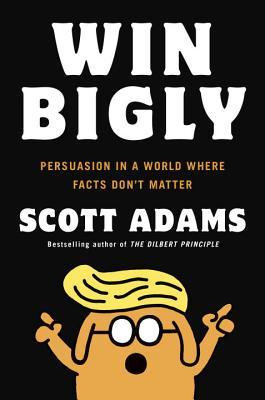 WIN
BIGLY
PERSUASION IN A WORLD WHERE
FACTS DON'T MATTER
SCOTT ADAMS
Bestselling author of THE DILBERT PRINCIPLE